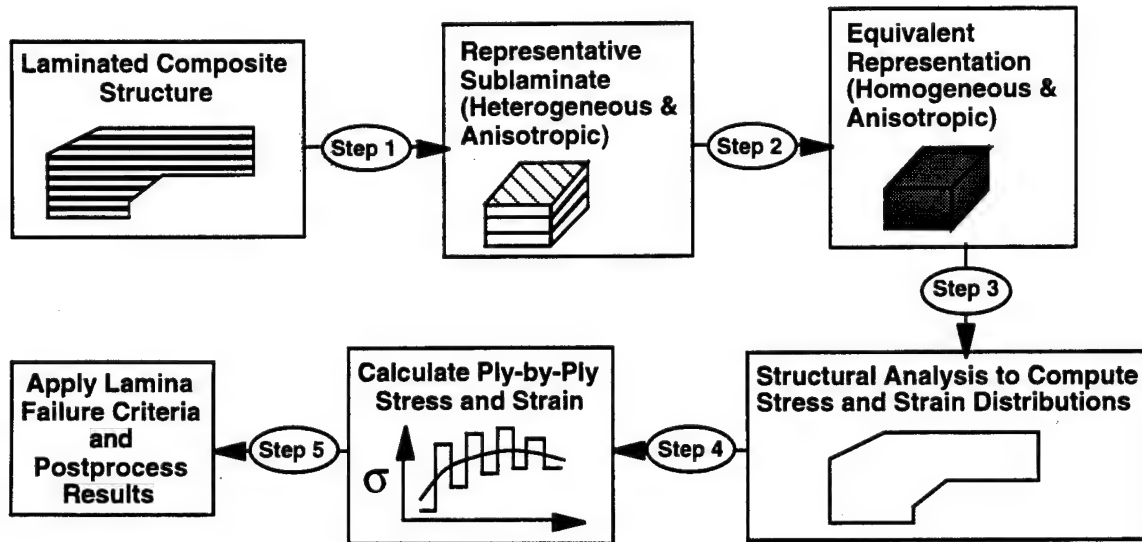 Laminated Composite
Structure
Step 1
Representative
Sublaminate
(Heterogeneous &
Anisotropic)
Step 2
Equivalent
Representation
(Homogeneous &
Anisotropic)
Step 3
Structural Analysis to Compute
Stress and Strain Distributions
Step 4
Calculate Ply-by-Ply
Stress and Strain
σ
Step 5
Apply Lamina
Failure Criteria
and
Postprocess
Results